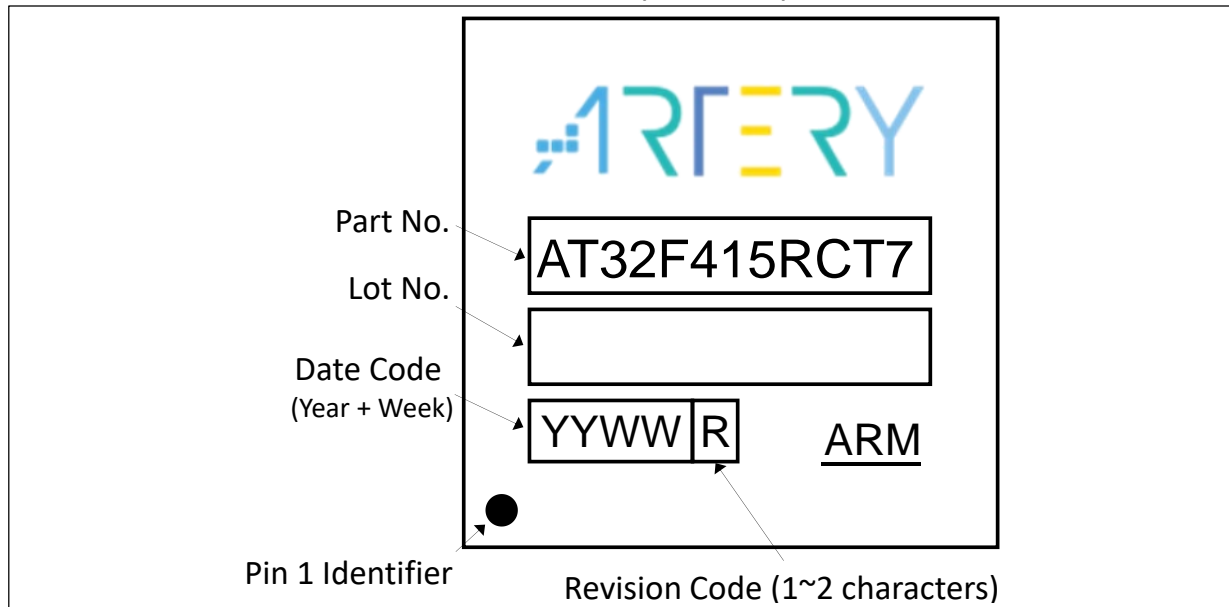 ARTERY
Part No.
AT32F415RCT7
Lot No.
Date Code
(Year + Week)
YYWW R
ARM
Pin 1 Identifier
Revision Code (1~2 characters)